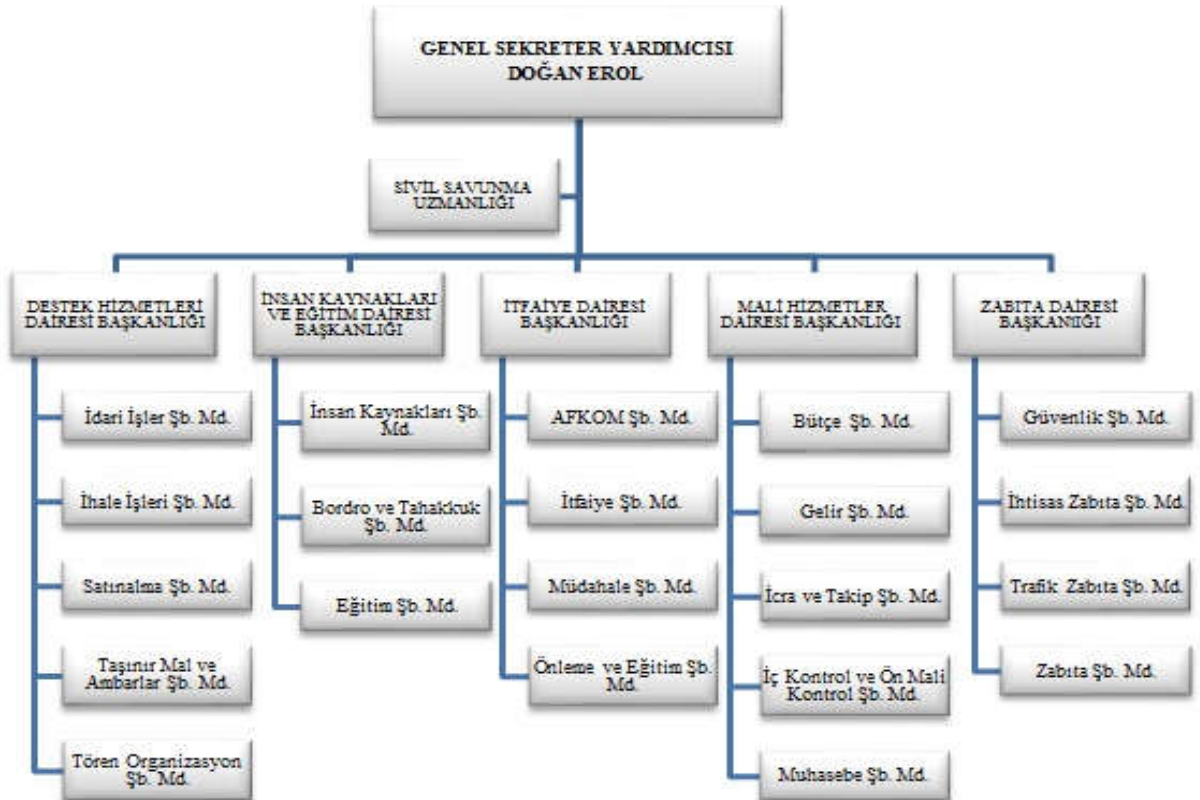 GENEL SEKRETER YARDIMCISI
DOĞAN EROL
SİVİL SAVUNMA
UZMANLIĞI
DESTEK HİZMETLERİ
DAİRESİ BAŞKANLIĞI
İdari İşler Şb. Md.
İhale İşleri Şb. Md.
Satınalma Şb. Md.
Taşınır Mal ve
Ambarlar Şb. Md.
Tören Organizasyon
Şb. Md.
İNSAN KAYNAKLARI
VE EĞİTİM DAİRESİ
BAŞKANLIĞI
İnsan Kaynakları Şb.
Md.
Bordro ve Tahakkuk
Şb. Md.
Eğitim Şb. Md.
İTFAİYE DAİRESİ
BAŞKANLIĞI
AFKOM Şb. Md.
İtfaiye Şb. Md.
Müdahale Şb. Md.
Önleme ve Eğitim Şb.
Md.
MALİ HİZMETLER
DAİRESİ BAŞKANLIĞI
Bütçe Şb. Md.
Gelir Şb. Md.
İcra ve Takip Şb. Md.
İç Kontrol ve Ön Mali
Kontrol Şb. Md.
Muhasebe Şb. Md.
ZABITA DAİRESİ
BAŞKANIIĞI
Güvenlik Şb. Md.
İhtisas Zabıta Şb. Md.
Trafik Zabıta Şb. Md.
Zabıta Şb. Md.